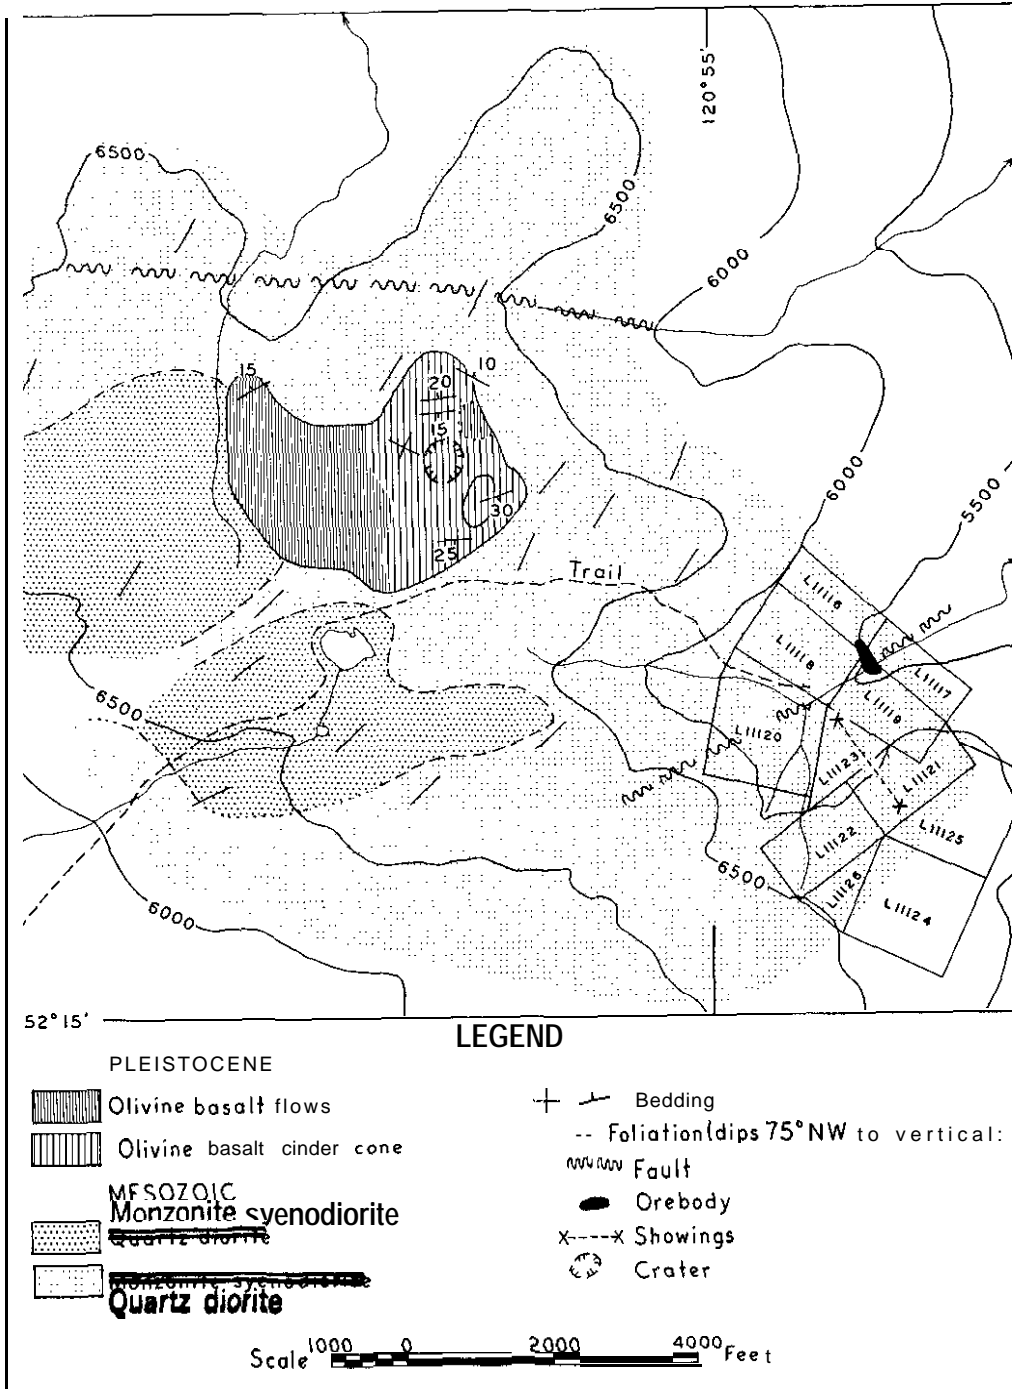 120°55'
6500
6500
6000
15
10
20
15
30
25
6000
5500
Trail
L11116
L11118
L11117
L11119
L11120
L11123
L11121
L11122
L11125
L11126
L11124
6500
6500
6000
52°15'
LEGEND
PLEISTOCENE
Olivine basalt flows
Olivine basalt cinder cone
MESOZOIC
Monzonite syenodiorite
Quartz diorite
Monzonite syenodiorite
Quartz diorite
Bedding
-- Foliation (dips 75° NW to vertical:
Fault
Orebody
X-----X Showings
Crater
Scale 1000 0 2000 4000 Feet